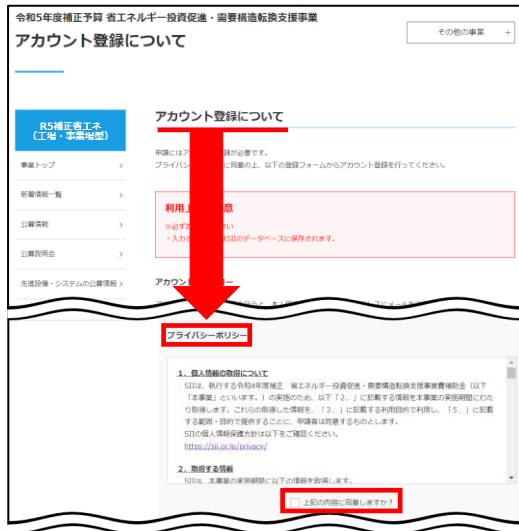 令和5年度補正予算 省エネルギー投資促進・需要構造転換支援事業
アカウント登録について
その他の事業 +
R5補正省エネ
(工場・事業場型)
事業トップ >
新着情報一覧 >
公募情報 >
公募説明会 >
先進設備・システムの公募情報 >
アカウント登録について
申請にはア 録が必要です。
プライバシ に同意の上、以下の登録フォームからアカウント登録を行ってください。
利用 意
※必ずお さい
・入力さ はSIIのデータベースに保存されます。
アカウン
プライバシーポリシー
1. 個人情報の取得について
SIIは、執行する令和4年度補正 省エネルギー投資促進・需要構造転換支援事業費補助金(以下
「本事業」といいます。)の実施のため、以下「2.」に記載する情報を本事業の実施期間にわた
り取得します。これらの取得した情報を、「3.」に記載する利用目的で利用し、「5.」に記載
する範囲・目的で提供することに、申請者は同意するものとします。
SIIの個人情報保護方針は以下をご確認ください。
https://sii.or.jp/privacy/
2. 取得する情報
SIIは、本事業の実施期間に以下の情報を取得します。
上記の内容に同意しますか?